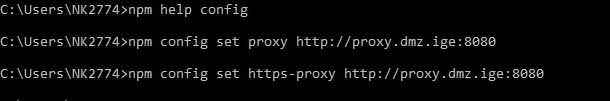 C:\Users\NK2774>npm help config
C:\Users\NK2774>npm config set proxy http://proxy.dmz.ige:8080
C:\Users\NK2774>npm config set https-proxy http://proxy.dmz.ige:8080